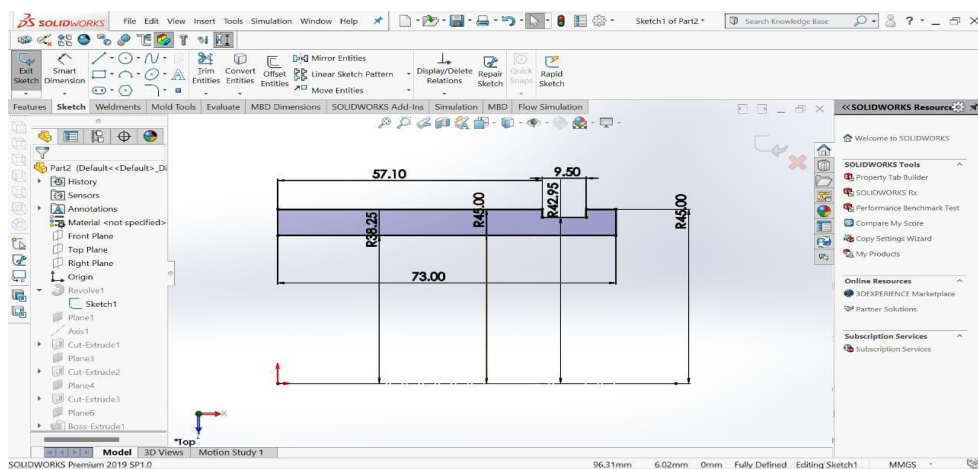 SOLIDWORKS File Edit View Insert Tools Simulation Window Help Sketch1 of Part2 * Search Knowledge Base
Exit Sketch
Smart Dimension
Trim Entities
Convert Entities
Offset Entities
Mirror Entities
Linear Sketch Pattern
Move Entities
Display/Delete Relations
Repair Sketch
Quick Snaps
Rapid Sketch
Features Sketch Weldments Mold Tools Evaluate MBD Dimensions SOLIDWORKS Add-Ins Simulation MBD Flow Simulation
Part2 (Default<<Default>_Di
History
Sensors
Annotations
Material <not specified>
Front Plane
Top Plane
Right Plane
Origin
Revolve1
Sketch1
Plane1
Axis1
Cut-Extrude1
Plane3
Cut-Extrude2
Plane4
Cut-Extrude3
Plane6
Boss-Extrude1
57.10
9.50
R38.25
R45.00
R42.95
R45.00
73.00
*Top
<<SOLIDWORKS Resource
Welcome to SOLIDWORKS
SOLIDWORKS Tools
Property Tab Builder
SOLIDWORKS Rx
Performance Benchmark Test
Compare My Score
Copy Settings Wizard
My Products
Online Resources
3DEXPERIENCE Marketplace
Partner Solutions
Subscription Services
Subscription Services
Model 3D Views Motion Study 1
SOLIDWORKS Premium 2019 SP1.0 96.31mm 6.02mm 0mm Fully Defined Editing Sketch1 MMGS